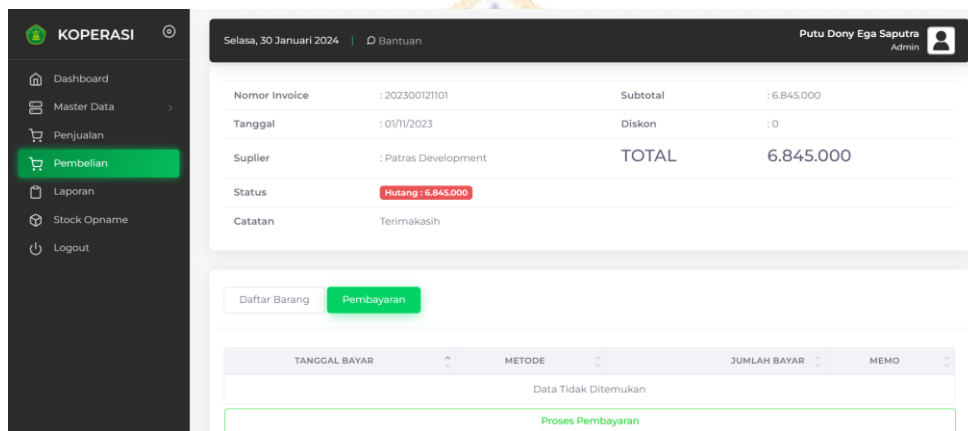 KOPERASI
Dashboard
Master Data
Penjualan
Pembelian
Laporan
Stock Opname
Logout
Selasa, 30 Januari 2024 | Bantuan
Putu Dony Ega Saputra
Admin
Nomor Invoice : 202300121101 Subtotal : 6.845.000
Tanggal : 01/11/2023 Diskon : 0
Suplier : Patras Development TOTAL 6.845.000
Status Hutang : 6.845.000
Catatan Terimakasih
Daftar Barang Pembayaran
TANGGAL BAYAR METODE JUMLAH BAYAR MEMO
Data Tidak Ditemukan
Proses Pembayaran